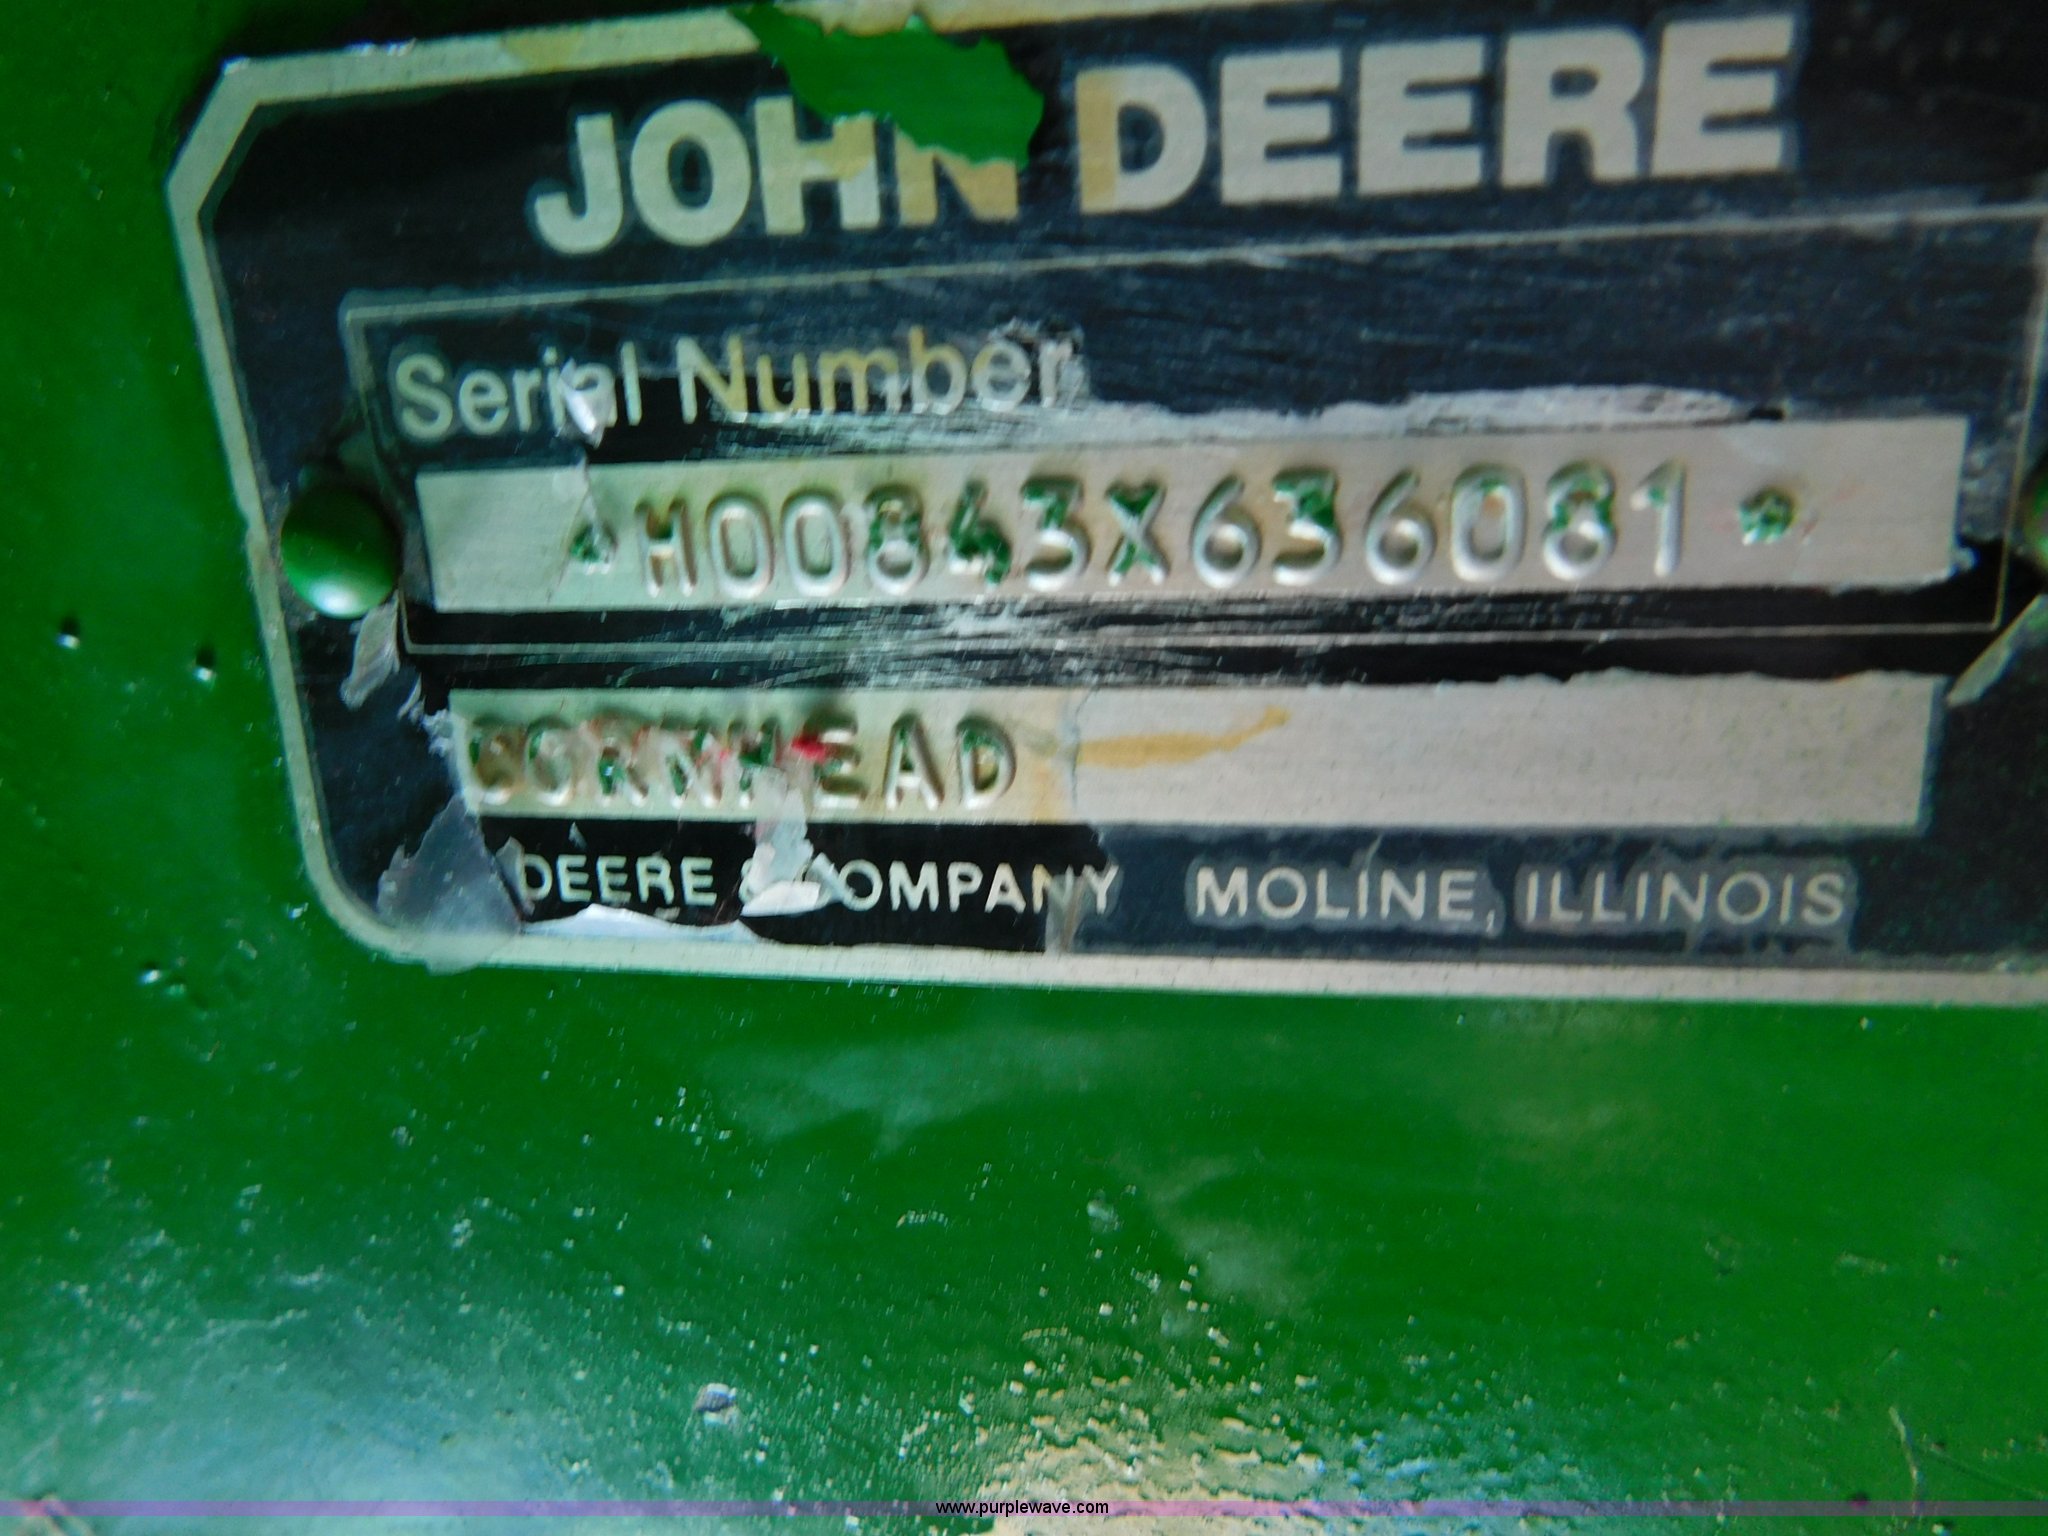 JOHN DEERE
Serial Number
*H00843X636081*
CORNHEAD
DEERE & COMPANY MOLINE, ILLINOIS
www.purplewave.com